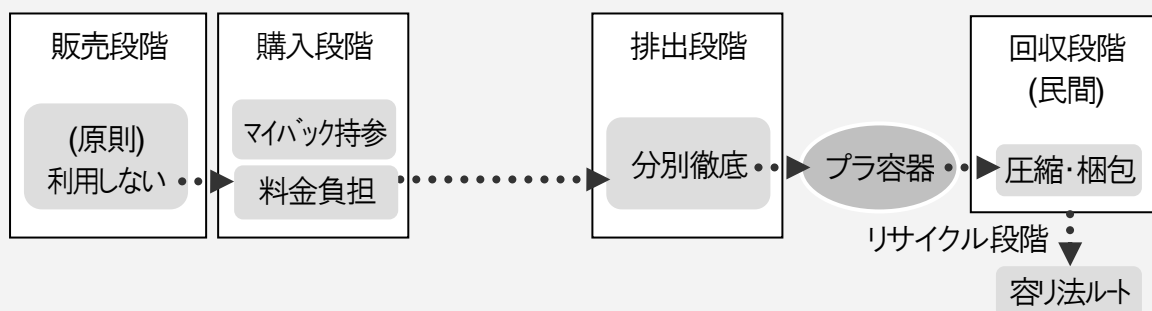 販売段階
(原則)
利用しない
購入段階
マイバック持参
料金負担
排出段階
分別徹底
プラ容器
回収段階
(民間)
圧縮・梱包
リサイクル段階
容リ法ルート